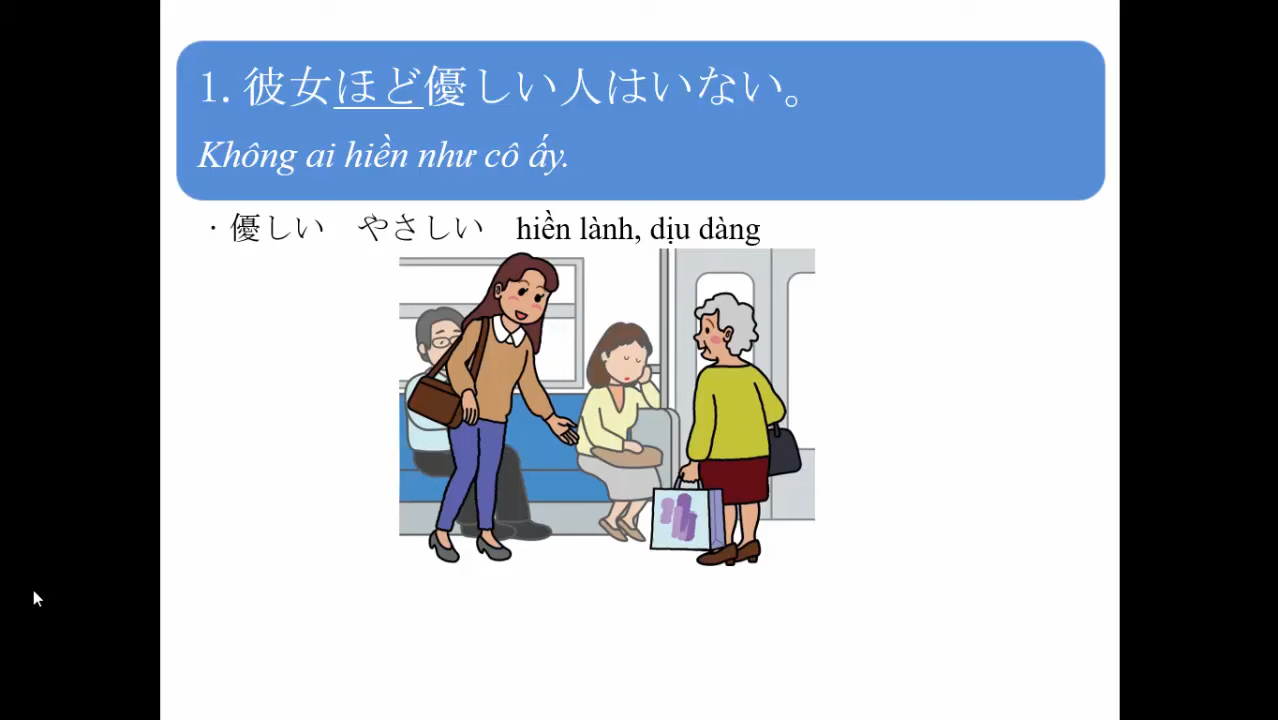 1. 彼女ほど優しい人はいない。
Không ai hiền như cô ấy.
· 優しい　やさしい　hiền lành, dịu dàng